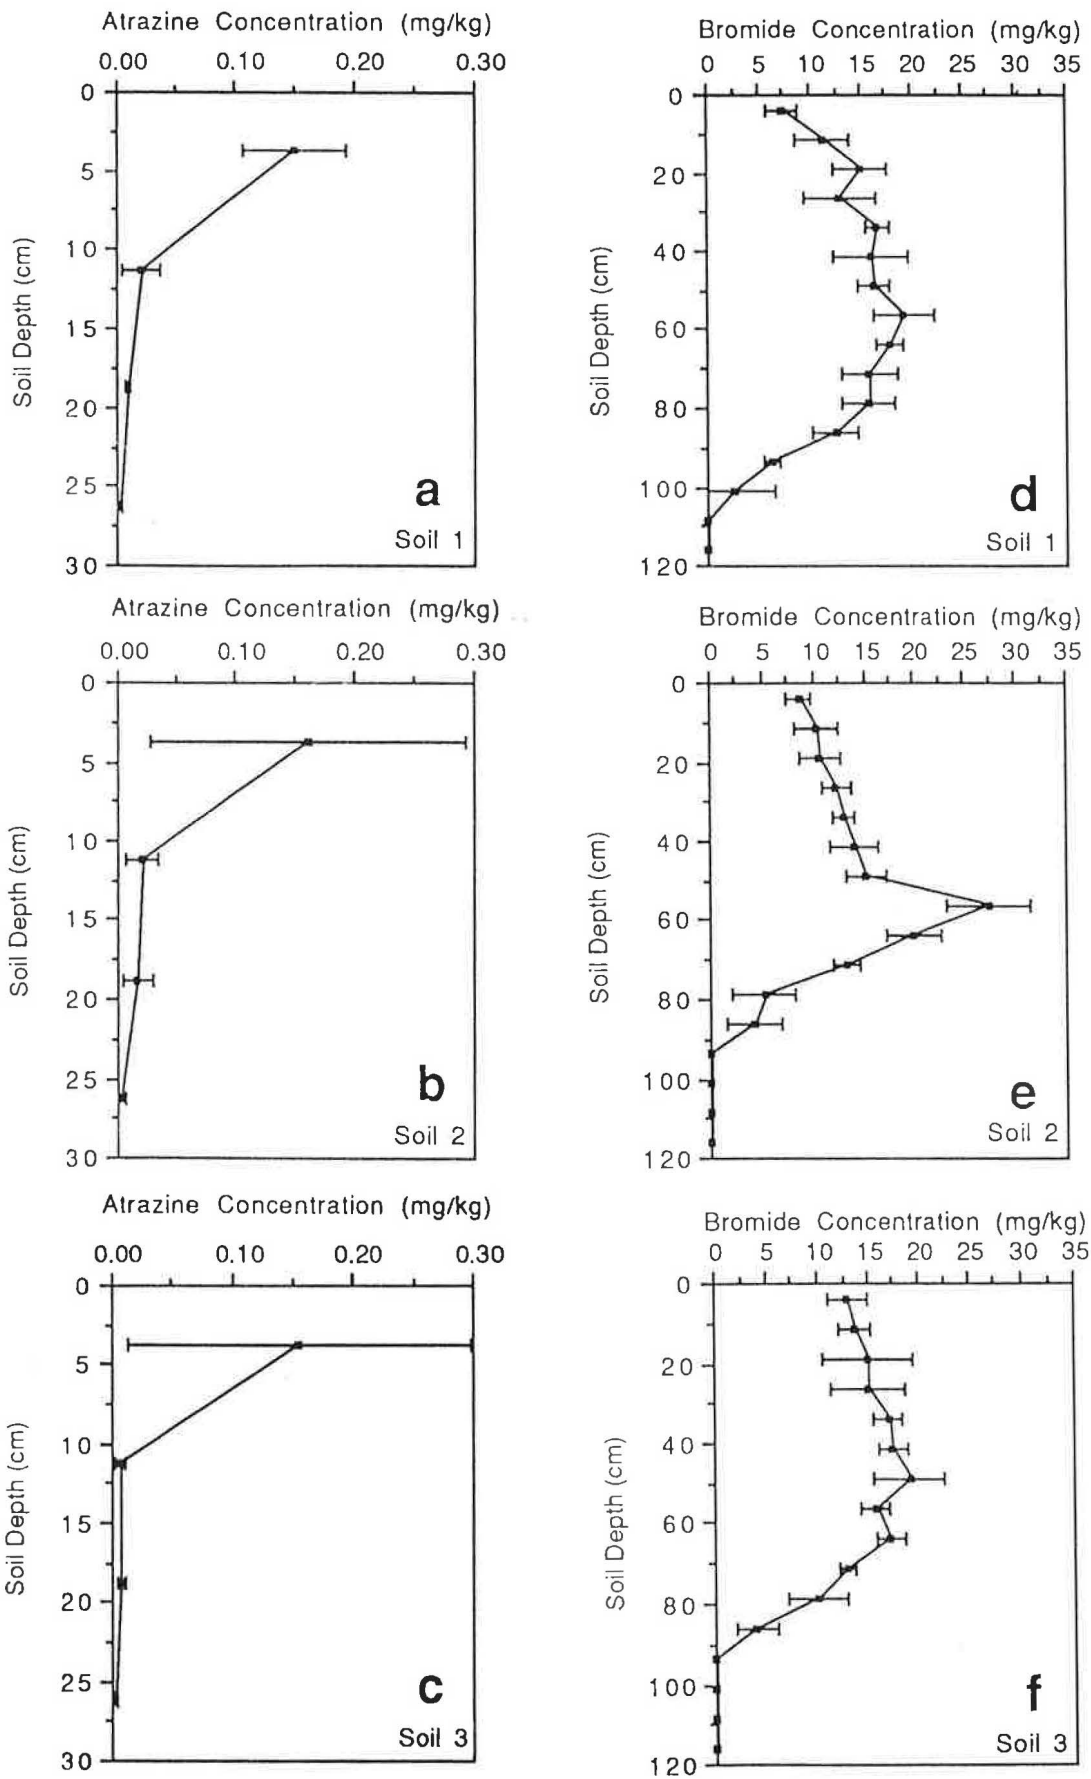 Atrazine Concentration (mg/kg)
0.00 0.10 0.20 0.30
0
5
10
15
20
25
30
Soil Depth (cm)
a
Soil 1
Bromide Concentration (mg/kg)
0 5 10 15 20 25 30 35
0
20
40
60
80
100
120
Soil Depth (cm)
d
Soil 1
Atrazine Concentration (mg/kg)
0.00 0.10 0.20 0.30
0
5
10
15
20
25
30
Soil Depth (cm)
b
Soil 2
Bromide Concentration (mg/kg)
0 5 10 15 20 25 30 35
0
20
40
60
80
100
120
Soil Depth (cm)
e
Soil 2
Atrazine Concentration (mg/kg)
0.00 0.10 0.20 0.30
0
5
10
15
20
25
30
Soil Depth (cm)
c
Soil 3
Bromide Concentration (mg/kg)
0 5 10 15 20 25 30 35
0
20
40
60
80
100
120
Soil Depth (cm)
f
Soil 3